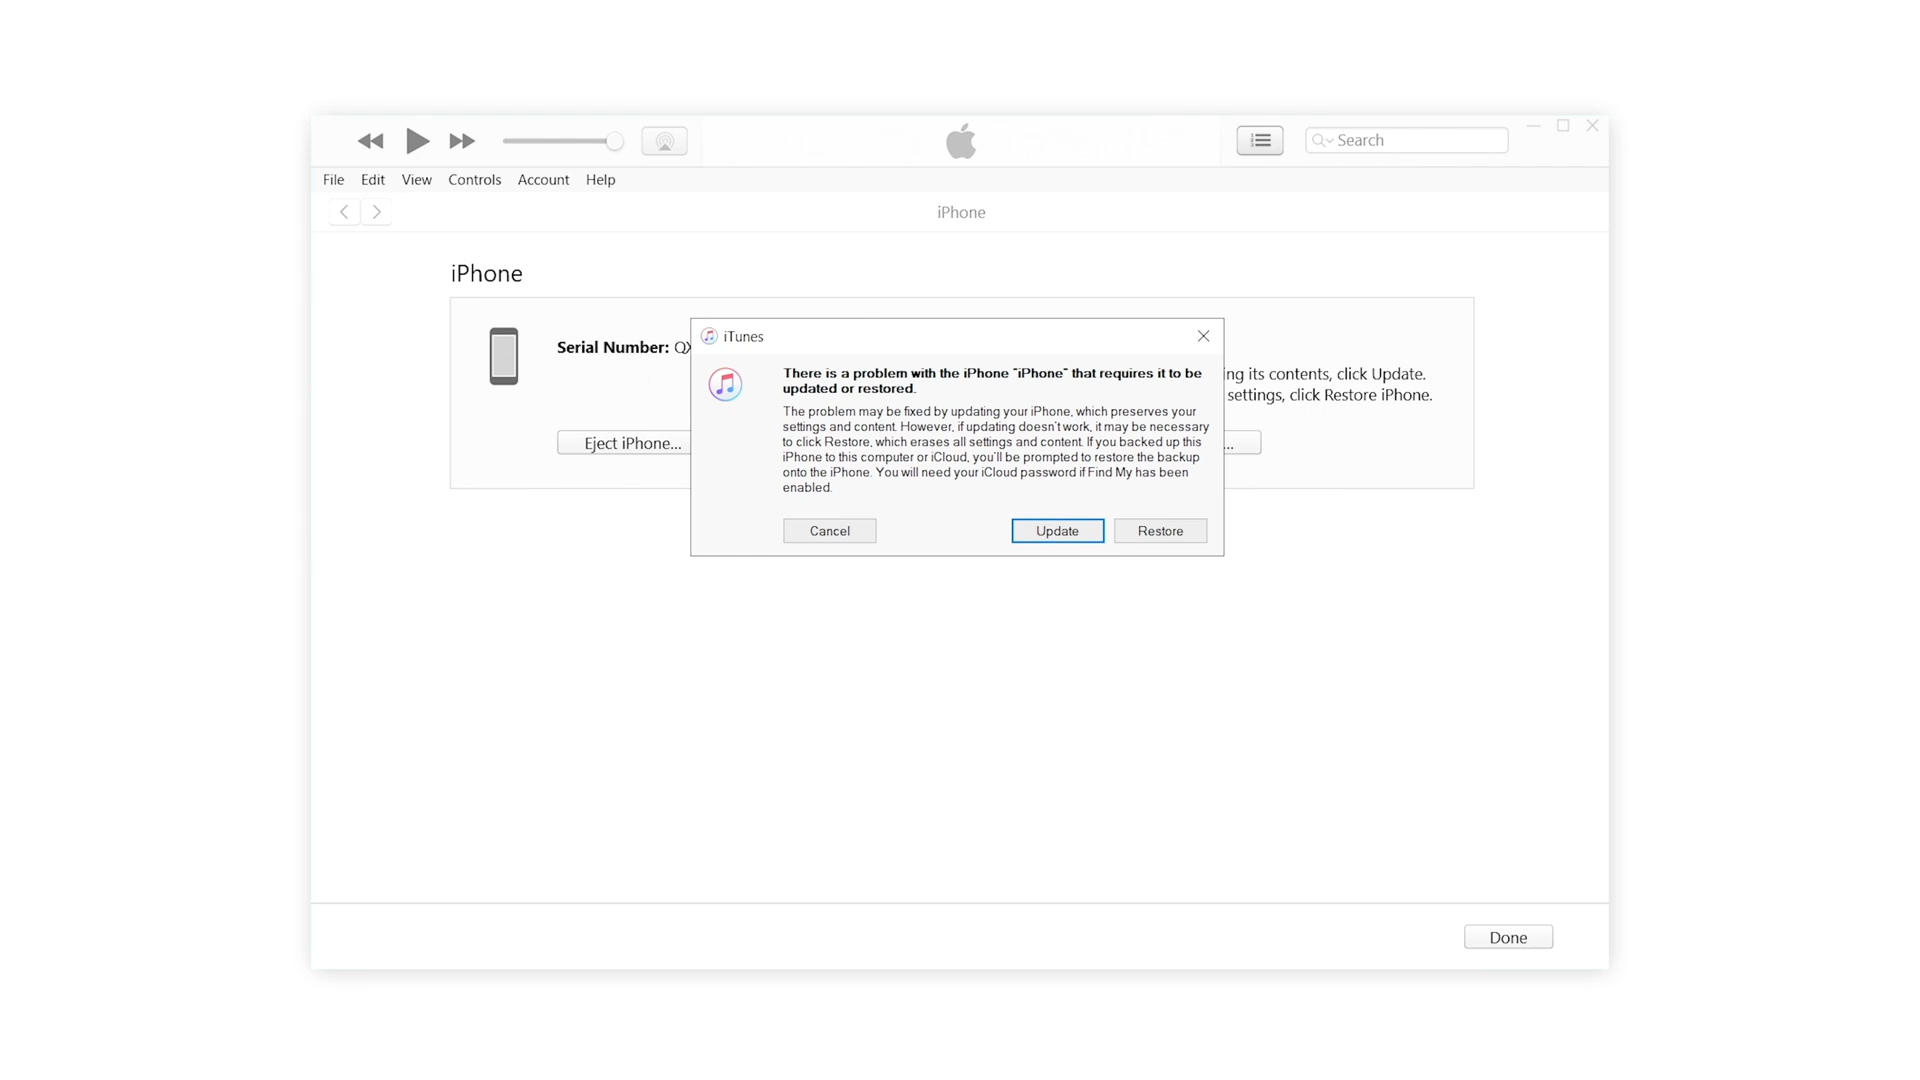 Search
File Edit View Controls Account Help
iPhone
iPhone
Serial Number:
iTunes
There is a problem with the iPhone "iPhone" that requires it to be
updated or restored.
The problem may be fixed by updating your iPhone, which preserves your
settings and content. However, if updating doesn't work, it may be necessary
to click Restore, which erases all settings and content. If you backed up this
iPhone to this computer or iCloud, you'll be prompted to restore the backup
onto the iPhone. You will need your iCloud password if Find My has been
enabled.
Cancel Update Restore
its contents, click Update.
settings, click Restore iPhone.
Eject iPhone...
Done